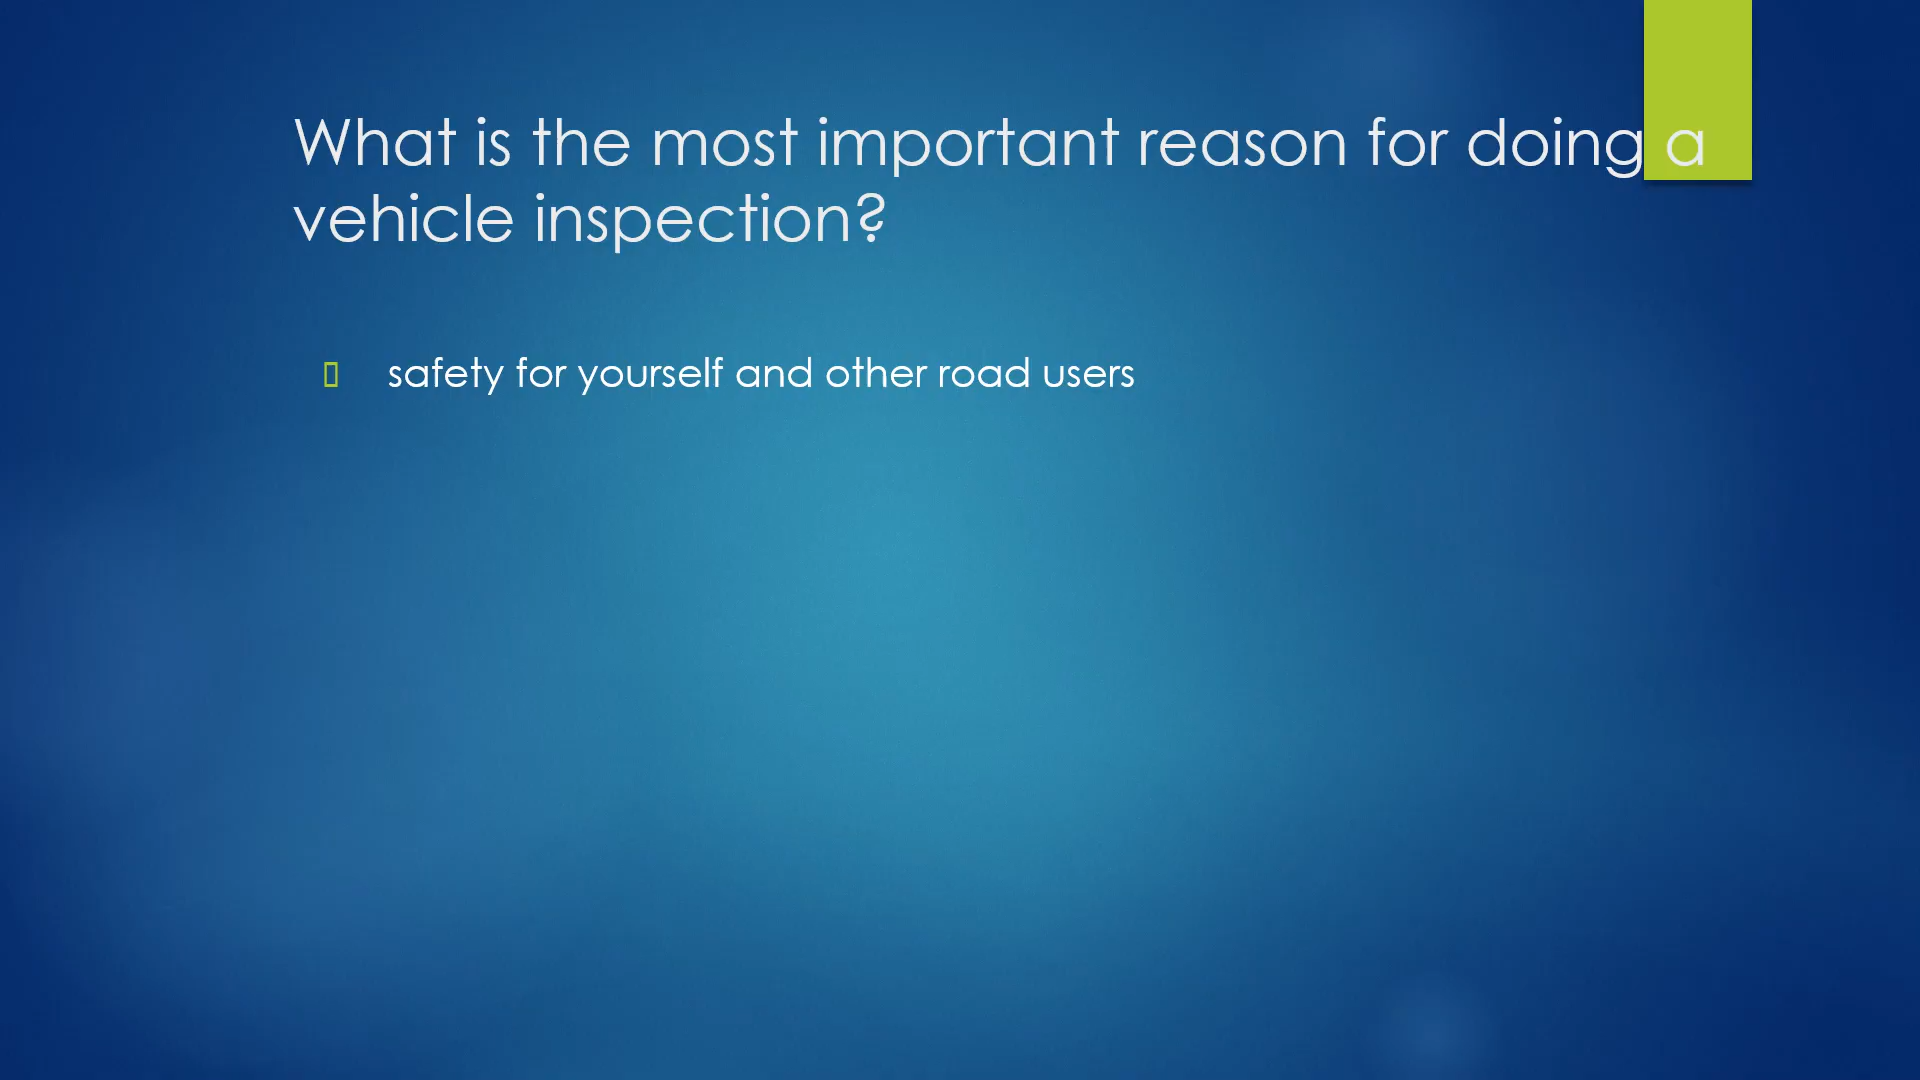 What is the most important reason for doing a
vehicle inspection?
safety for yourself and other road users